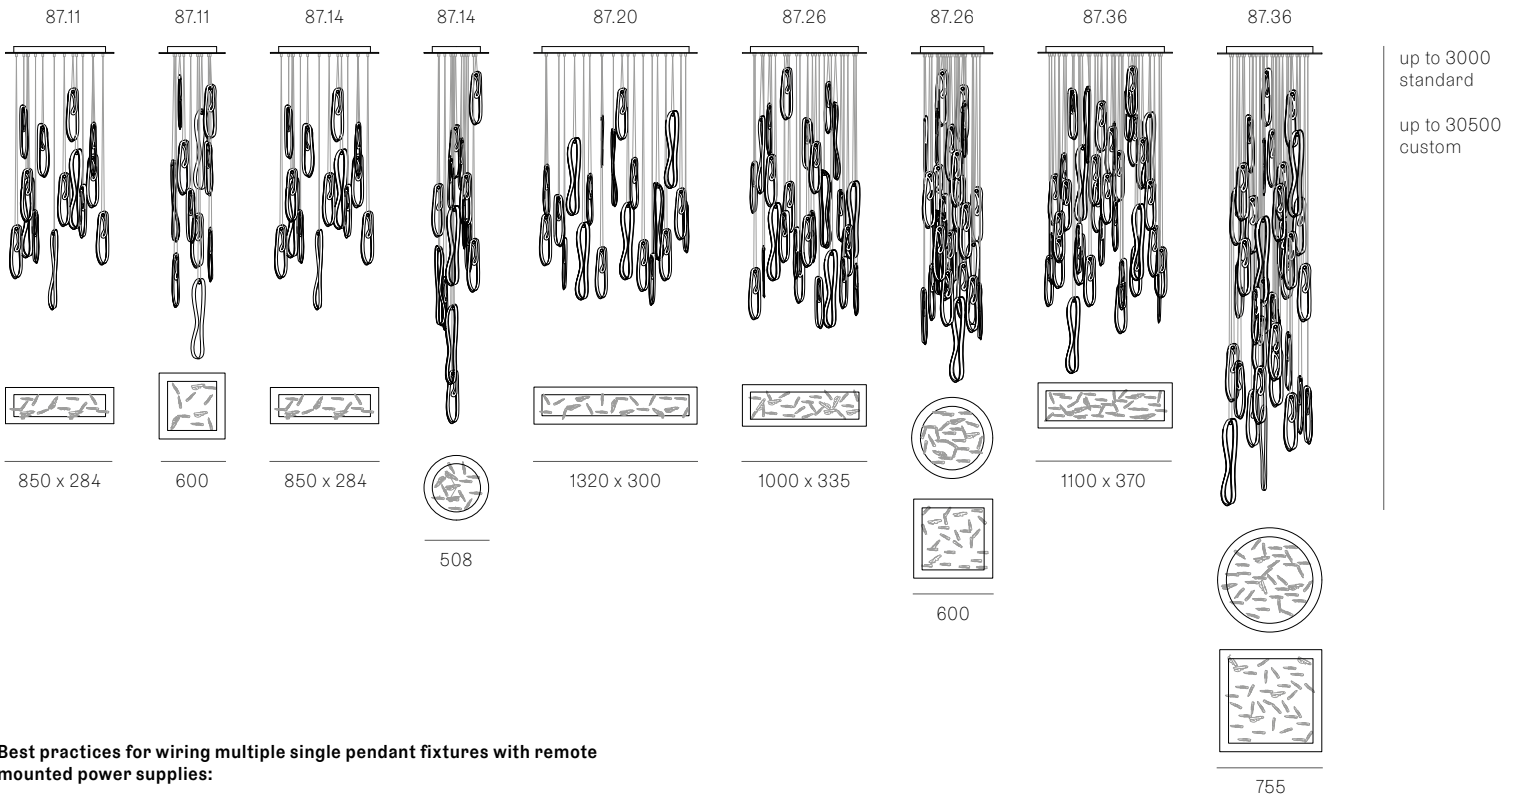 87.11
87.11
87.14
87.14
87.20
87.26
87.26
87.36
87.36
up to 3000
standard
up to 30500
custom
850 x 284
600
850 x 284
508
1320 x 300
1000 x 335
600
1100 x 370
755
Best practices for wiring multiple single pendant fixtures with remote
mounted power supplies: